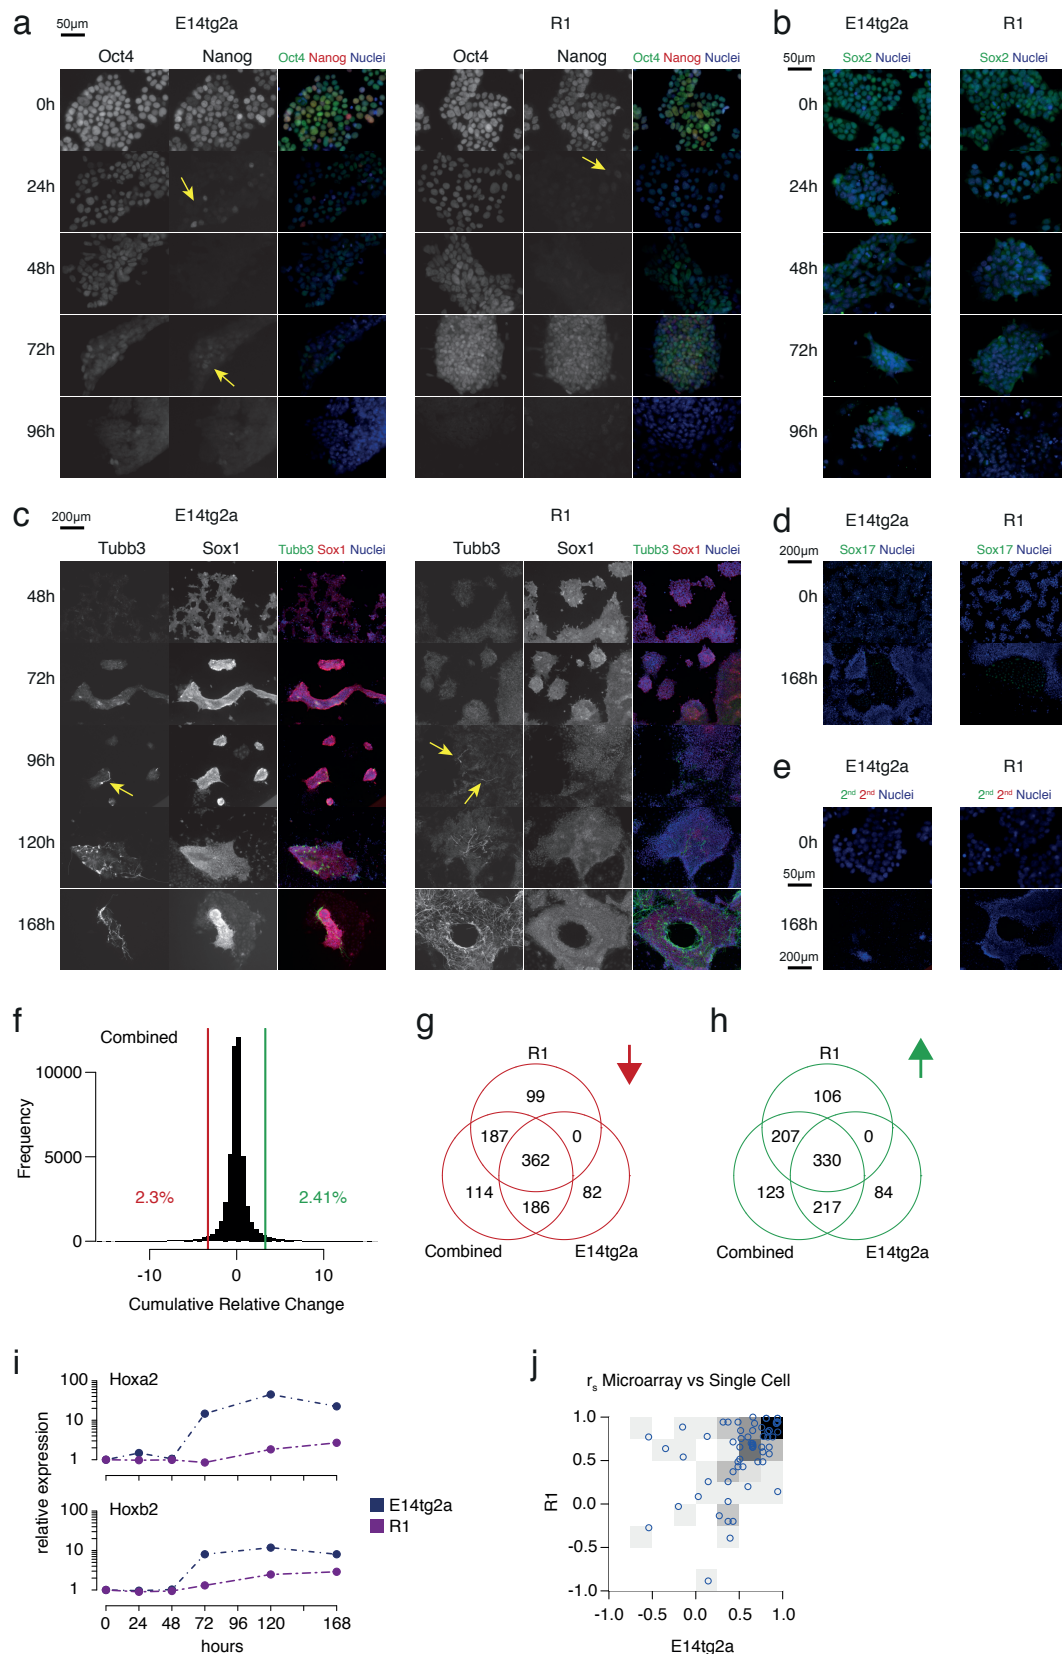 a
50µm
E14tg2a
R1
Oct4 Nanog Oct4 Nanog Nuclei
Oct4 Nanog Oct4 Nanog Nuclei
0h
24h
48h
72h
96h
b
E14tg2a R1
50µm
Sox2 Nuclei Sox2 Nuclei
0h
24h
48h
72h
96h
c
200µm
E14tg2a
R1
Tubb3 Sox1 Tubb3 Sox1 Nuclei
Tubb3 Sox1 Tubb3 Sox1 Nuclei
48h
72h
96h
120h
168h
d
E14tg2a R1
200µm
Sox17 Nuclei Sox17 Nuclei
0h
168h
e
E14tg2a R1
2nd 2nd Nuclei 2nd 2nd Nuclei
0h
50µm
168h
200µm
f
Combined
10000
5000
0
Frequency
2.3% 2.41%
-10 0 10
Cumulative Relative Change
g
R1
99
187 0
362
114 82
186
Combined E14tg2a
h
R1
106
207 0
330
123 84
217
Combined E14tg2a
i
Hoxa2
100
10
1
Hoxb2
100
10
1
relative expression
0 24 48 72 96 120 168
hours
E14tg2a
R1
j
rs Microarray vs Single Cell
1.0
0.5
0.0
-0.5
-1.0
R1
-1.0 -0.5 0.0 0.5 1.0
E14tg2a